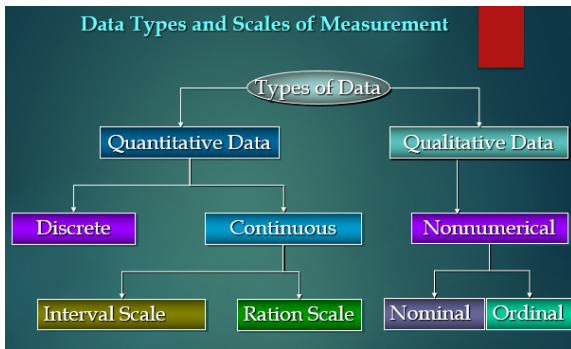 Data Types and Scales of Measurement
Types of Data
Quantitative Data
Qualitative Data
Discrete
Continuous
Nonnumerical
Interval Scale
Ration Scale
Nominal
Ordinal